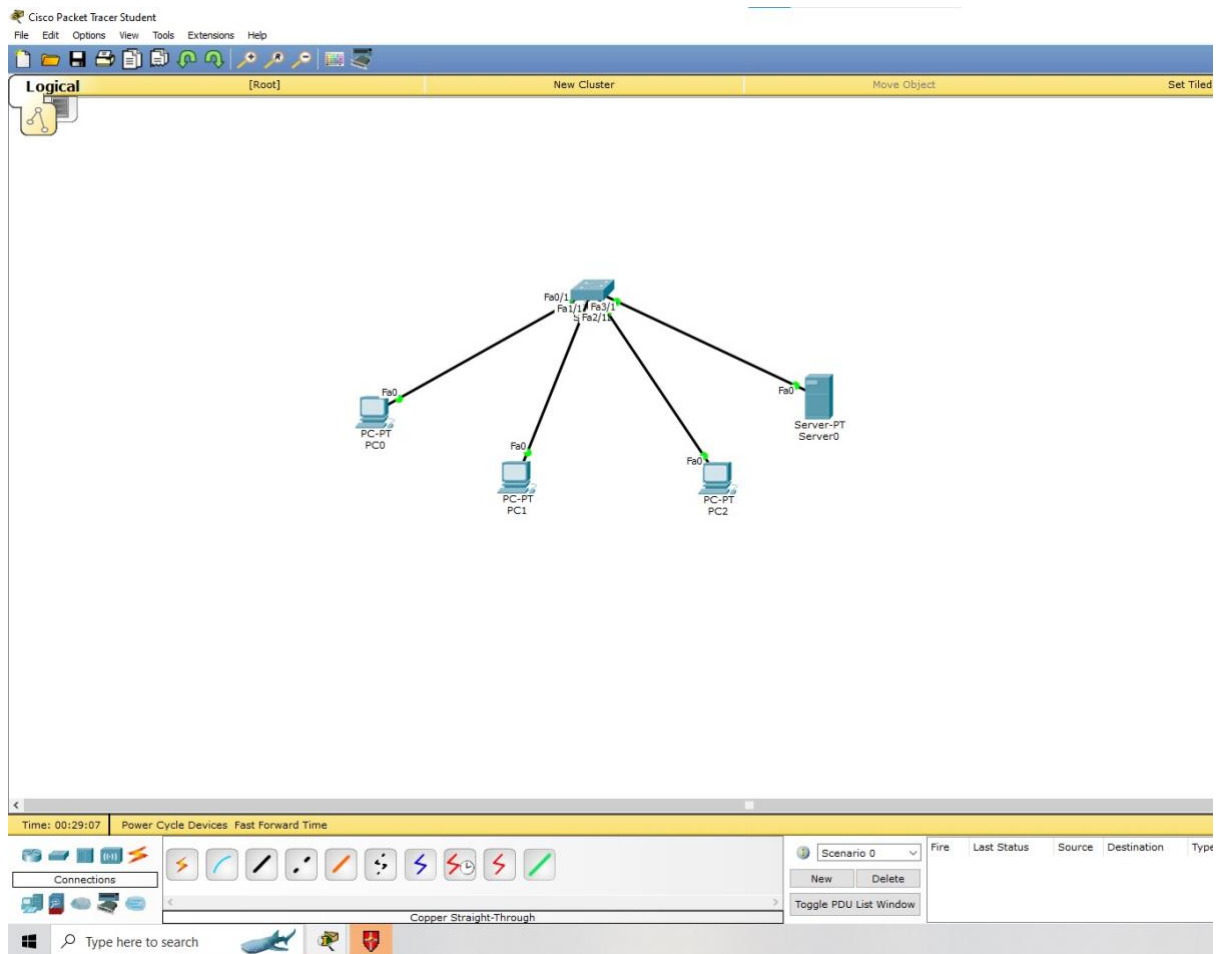 Cisco Packet Tracer Student
File Edit Options View Tools Extensions Help
Logical [Root] New Cluster Move Object Set Tiled
Fa0/1
Fa1/1 Fa3/1
S Fa2/1
Fa0
Fa0
PC-PT
PC0
Server-PT
Server0
Fa0
Fa0
PC-PT
PC1
PC-PT
PC2
Time: 00:29:07 Power Cycle Devices Fast Forward Time
Connections
Copper Straight-Through
Scenario 0
New Delete
Toggle PDU List Window
Fire Last Status Source Destination Type
Type here to search